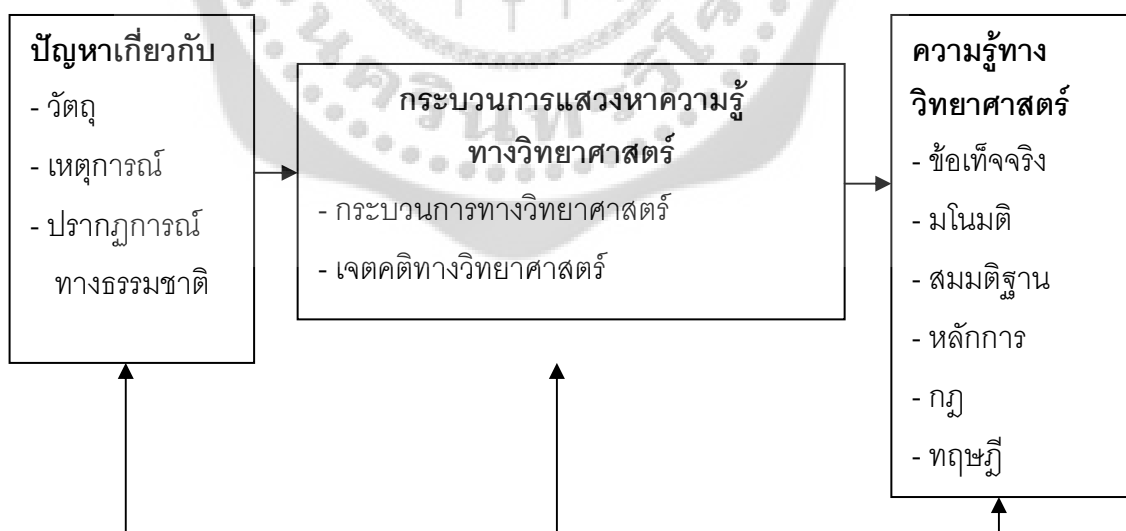 ปัญหาเกี่ยวกับ
- วัตถุ
- เหตุการณ์
- ปรากฏการณ์
ทางธรรมชาติ
กระบวนการแสวงหาความรู้
ทางวิทยาศาสตร์
- กระบวนการทางวิทยาศาสตร์
- เจตคติทางวิทยาศาสตร์
ความรู้ทาง
วิทยาศาสตร์
- ข้อเท็จจริง
- มโนมติ
- สมมติฐาน
- หลักการ
- กฎ
- ทฤษฎี